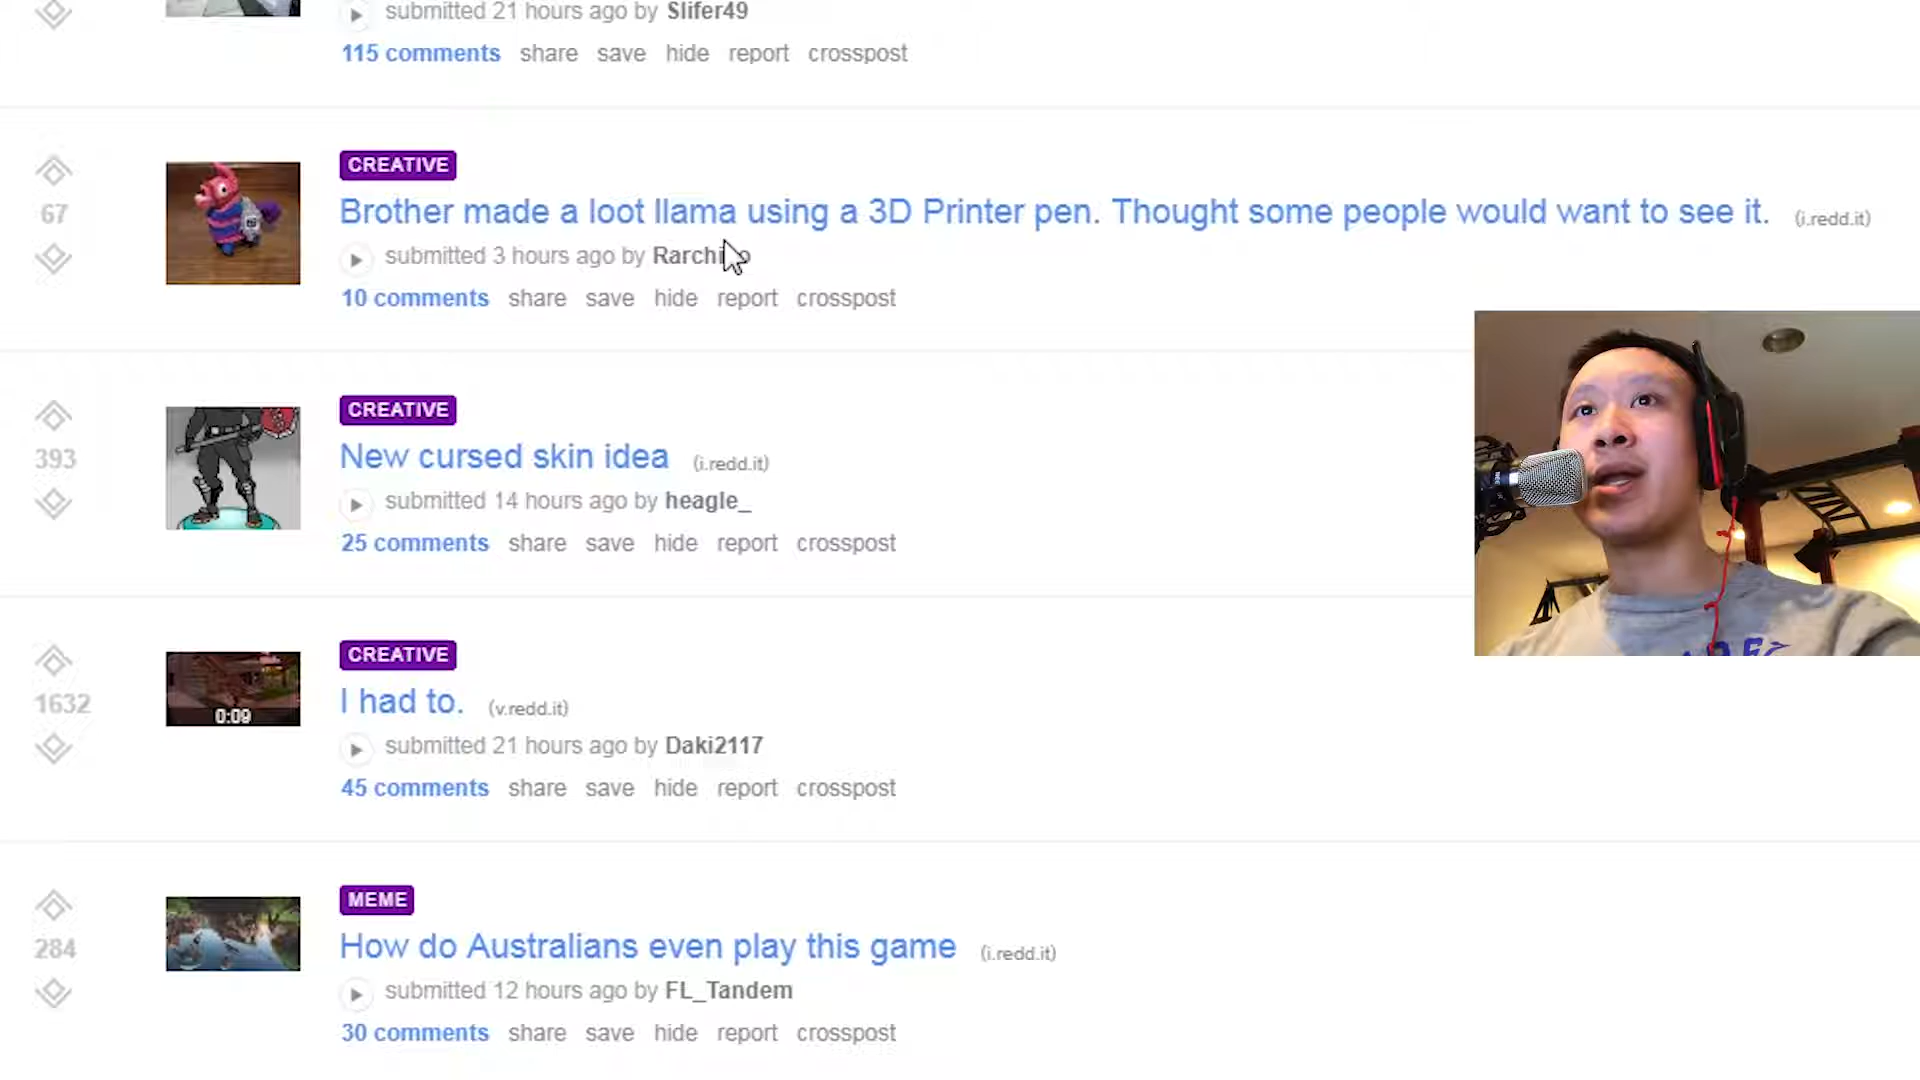 submitted 21 hours ago by Slifer49
115 comments share save hide report crosspost
CREATIVE
67
Brother made a loot llama using a 3D Printer pen. Thought some people would want to see it. (i.redd.it)
submitted 3 hours ago by
10 comments share save hide report crosspost
CREATIVE
393
New cursed skin idea (i.redd.it)
submitted 14 hours ago by heagle_
25 comments share save hide report crosspost
CREATIVE
1632
0:09
I had to. (v.redd.it)
submitted 21 hours ago by Daki2117
45 comments share save hide report crosspost
MEME
284
How do Australians even play this game (i.redd.it)
submitted 12 hours ago by FL_Tandem
30 comments share save hide report crosspost